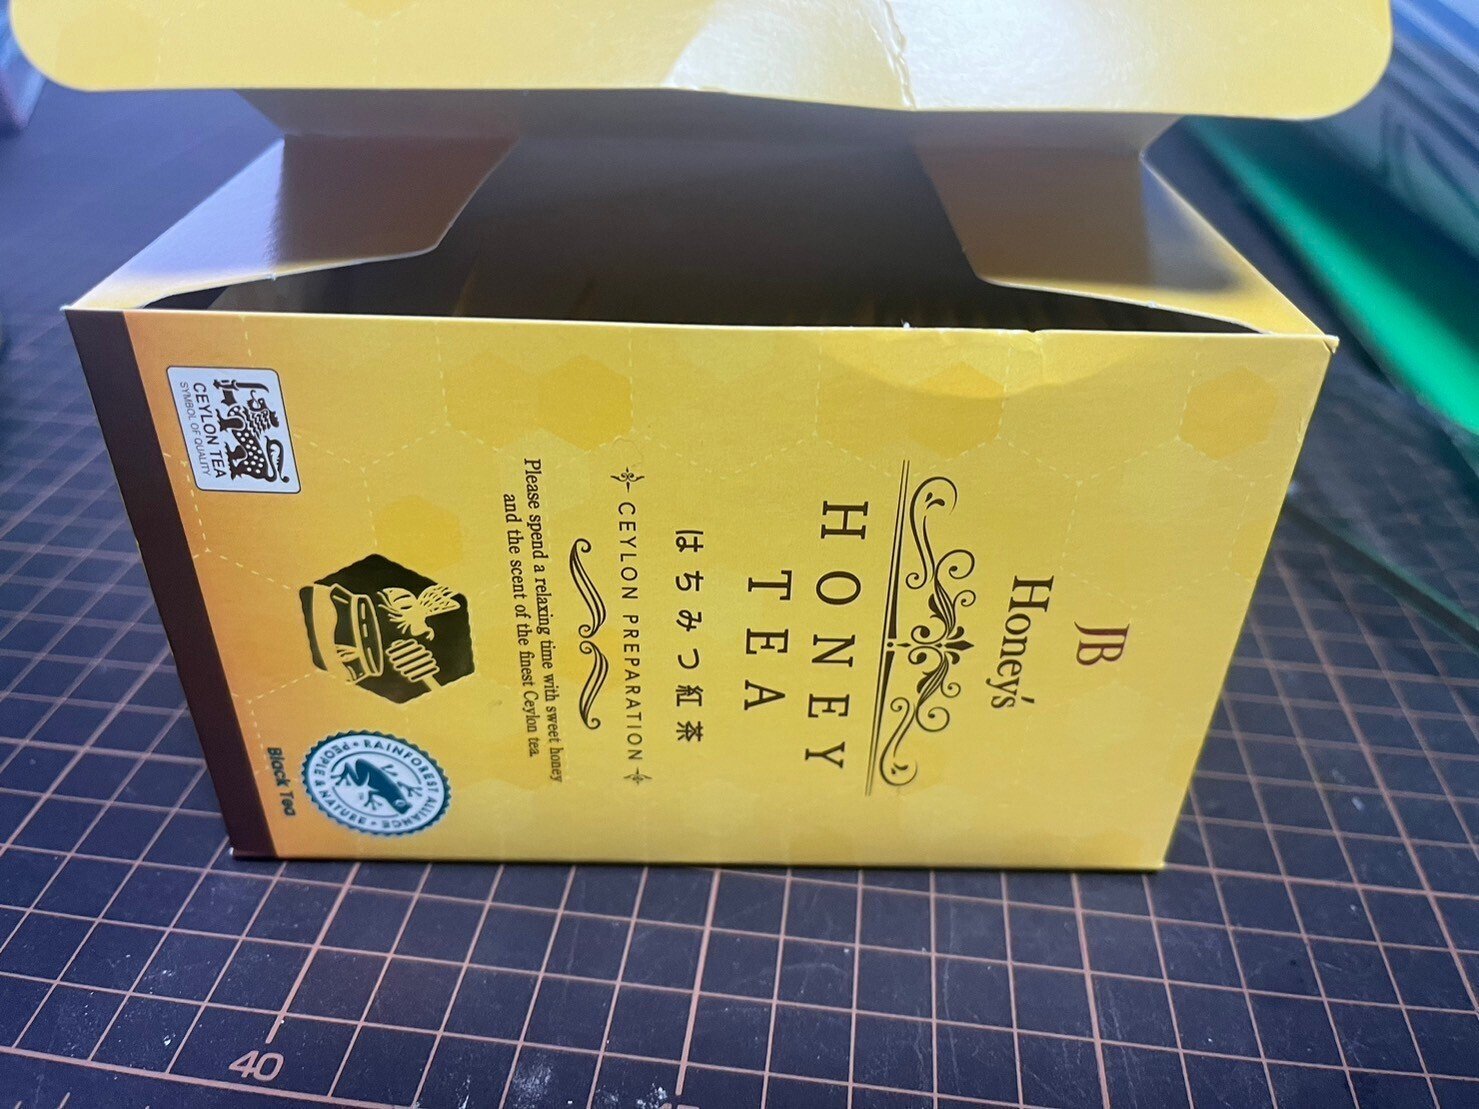 JB
Honey's
HONEY
TEA
はちみつ紅茶
CEYLON PREPARATION
Please spend a relaxing time with sweet honey
and the scent of the finest Ceylon tea.
CEYLON TEA
SYMBOL OF QUALITY
RAINFOREST ALLIANCE
PEOPLE & NATURE
Black Tea
40